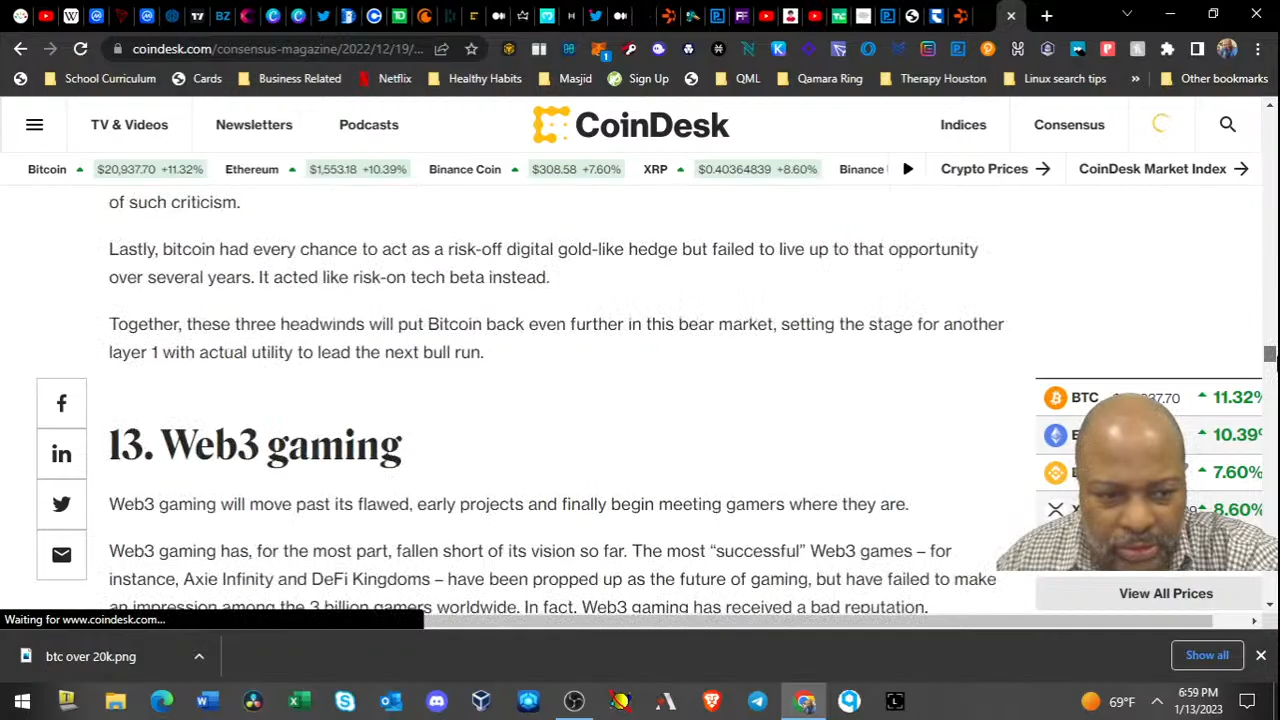 coindesk.com/consensus-magazine/2022/12/19/...
School Curriculum
Cards
Business Related
Netflix
Healthy Habits
Masjid
Sign Up
QML
Qamara Ring
Therapy Houston
Linux search tips
Other bookmarks
TV & Videos
Newsletters
Podcasts
CoinDesk
Indices
Consensus
Bitcoin $20,937.70 +11.32%
Ethereum $1,553.18 +10.39%
Binance Coin $308.58 +7.60%
XRP $0.40364839 +8.60%
Binance
Crypto Prices
CoinDesk Market Index
of such criticism.
Lastly, bitcoin had every chance to act as a risk-off digital gold-like hedge but failed to live up to that opportunity
over several years. It acted like risk-on tech beta instead.
Together, these three headwinds will put Bitcoin back even further in this bear market, setting the stage for another
layer 1 with actual utility to lead the next bull run.
13. Web3 gaming
Web3 gaming will move past its flawed, early projects and finally begin meeting gamers where they are.
Web3 gaming has, for the most part, fallen short of its vision so far. The most “successful” Web3 games – for
instance, Axie Infinity and DeFi Kingdoms – have been propped up as the future of gaming, but have failed to make
an impression among the 3 billion gamers worldwide. In fact, Web3 gaming has received a bad reputation.
BTC 11.32%
10.39%
7.60%
8.60%
View All Prices
Waiting for www.coindesk.com...
btc over 20k.png
Show all
69°F
6:59 PM
1/13/2023